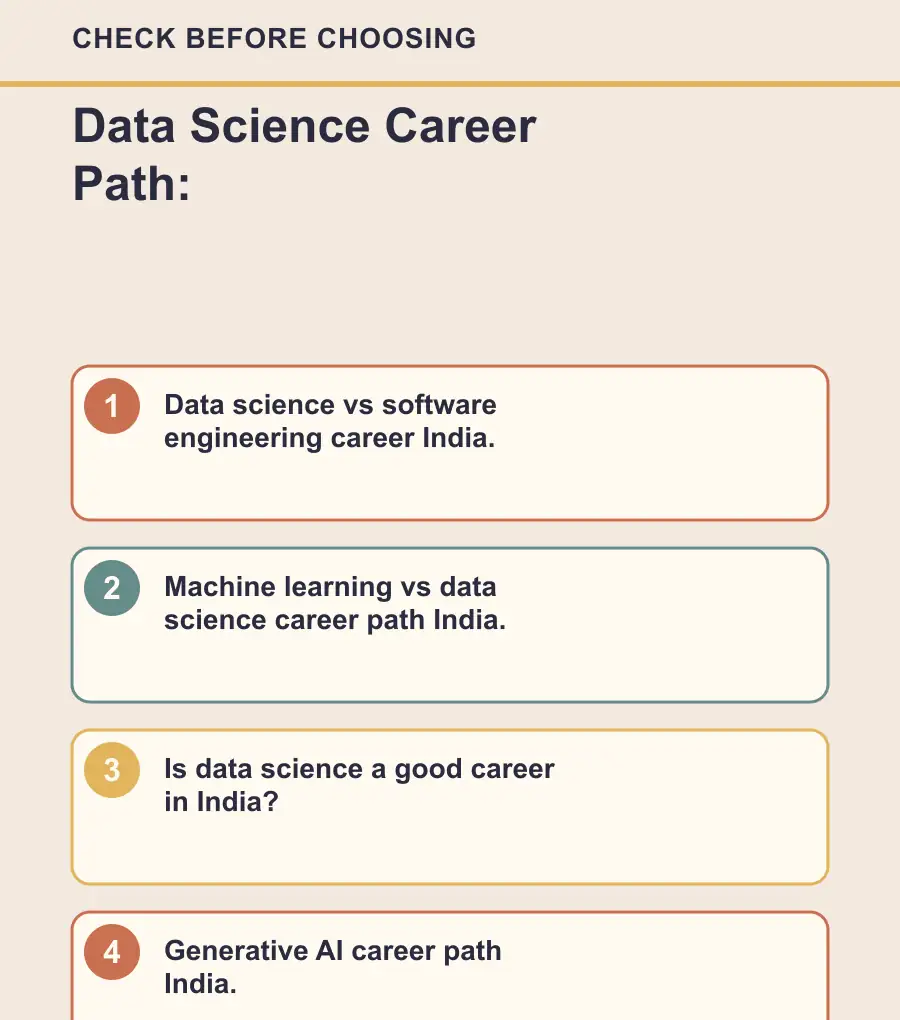 CHECK BEFORE CHOOSING
Data Science Career
Path:
1
Data science vs software
engineering career India.
2
Machine learning vs data
science career path India.
3
Is data science a good career
in India?
4
Generative AI career path
India.